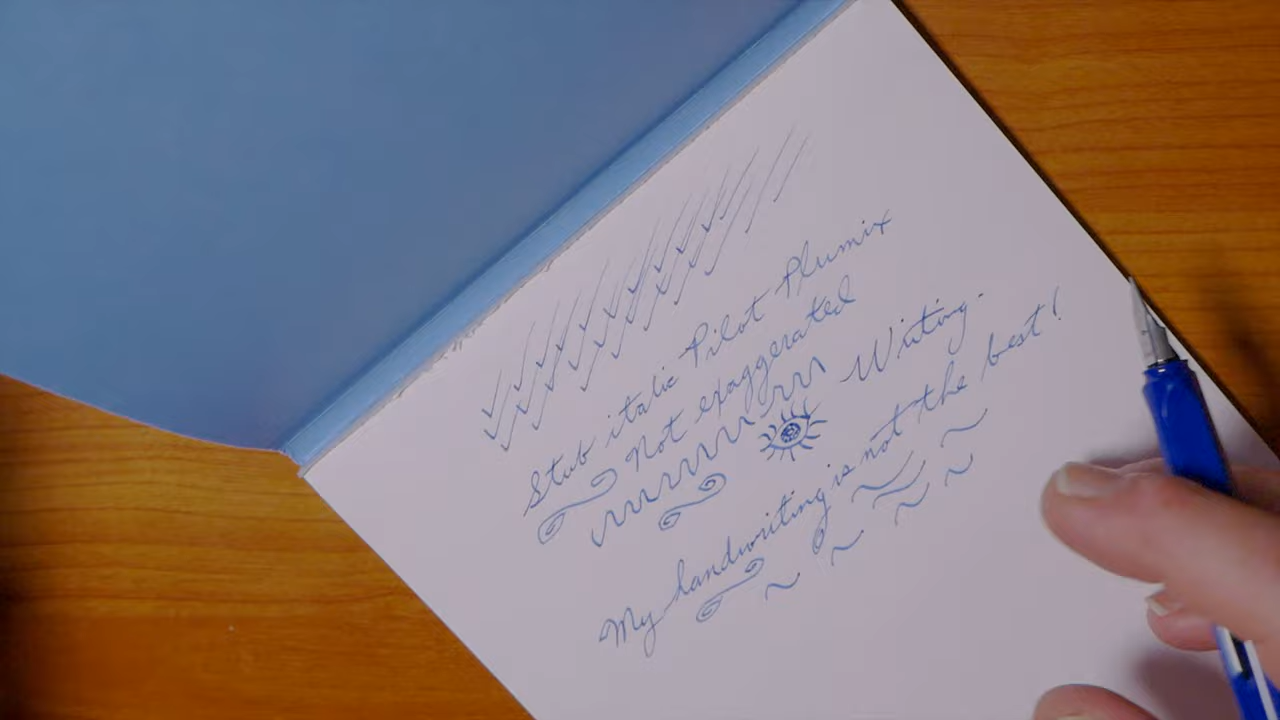 Stub italic Pilot Plumix
Not exaggerated
Writing.
My handwriting is not the best!